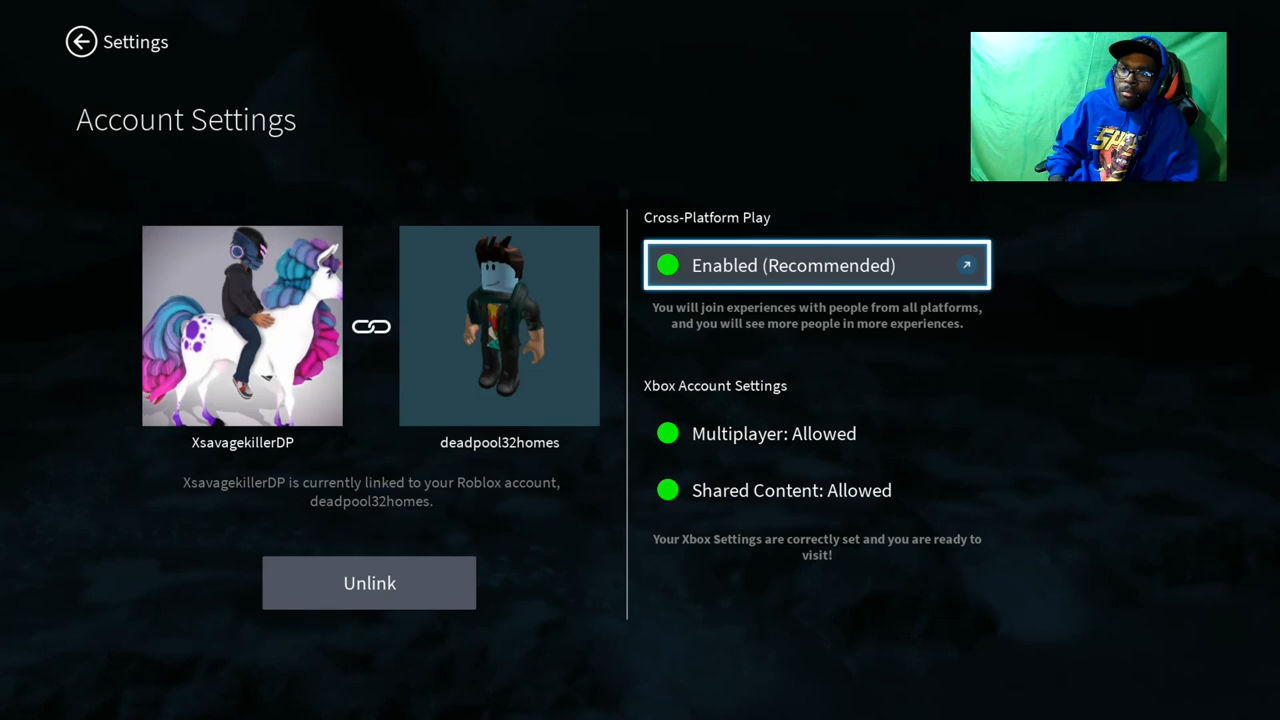 Settings
Account Settings
XsavagekillerDP
deadpool32homes
XsavagekillerDP is currently linked to your Roblox account,
deadpool32homes.
Unlink
Cross-Platform Play
Enabled (Recommended)
You will join experiences with people from all platforms,
and you will see more people in more experiences.
Xbox Account Settings
Multiplayer: Allowed
Shared Content: Allowed
Your Xbox Settings are correctly set and you are ready to
visit!